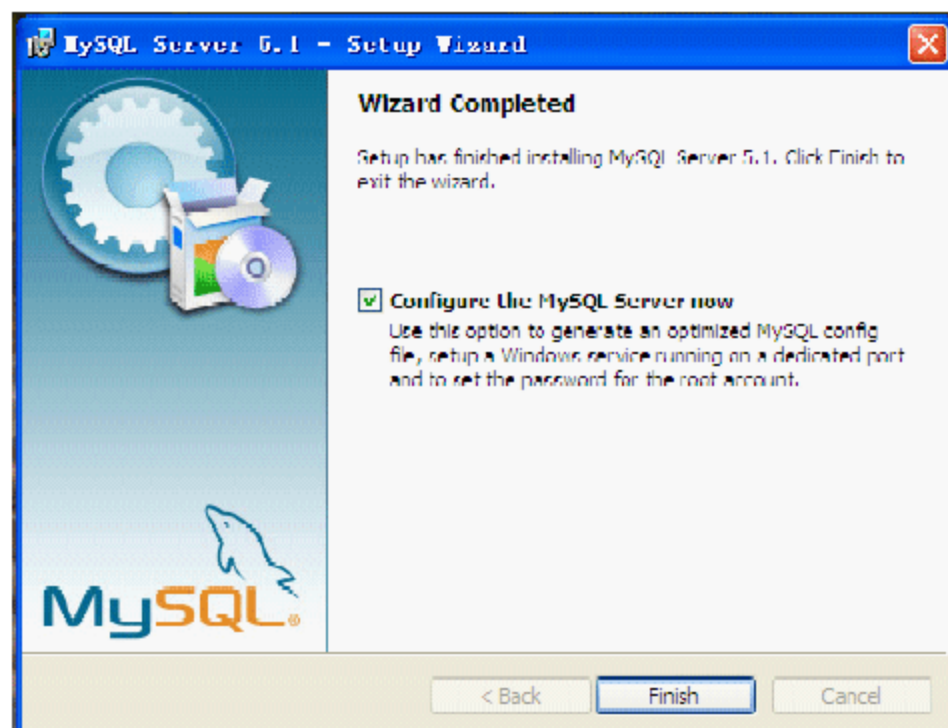 MySQL Server 5.1 - Setup Wizard
Wizard Completed
Setup has finished installing MySQL Server 5.1. Click Finish to
exit the wizard.
Configure the MySQL Server now
Use this option to generate an optimized MySQL config
file, setup a Windows service running on a dedicated port
and to set the password for the root account.
MySQL®
< Back
Finish
Cancel